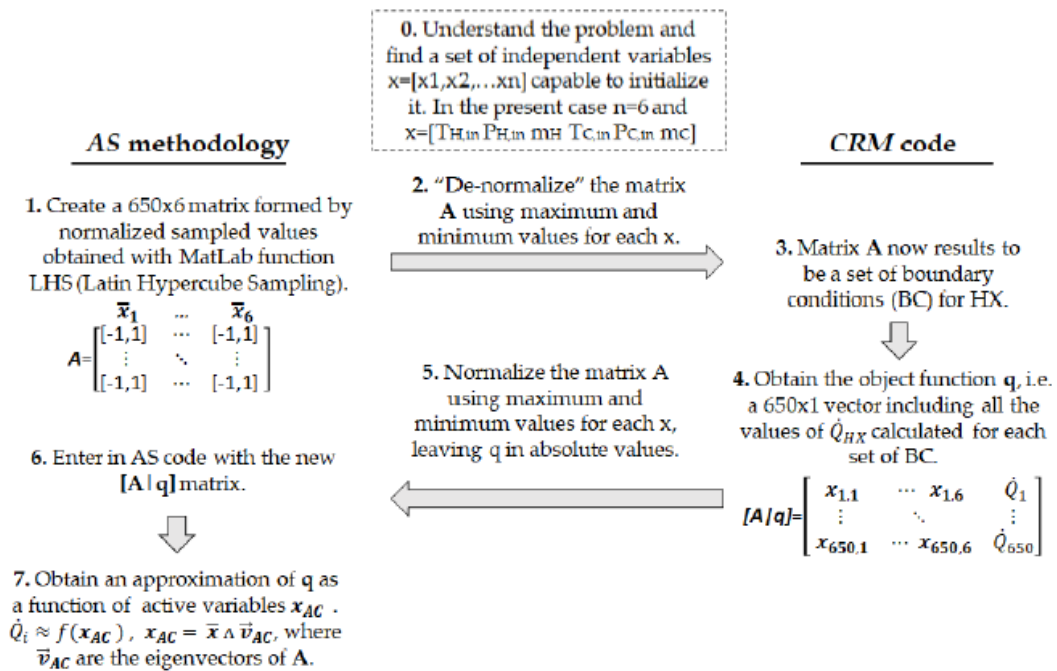 0. Understand the problem and
find a set of independent variables
x=[x1,x2,…xn] capable to initialize
it. In the present case n=6 and
x=[TH,in PH,in mH TC,in PC,in mC]
AS methodology
1. Create a 650x6 matrix formed by
normalized sampled values
obtained with MatLab function
LHS (Latin Hypercube Sampling).
x̅1 … x̅6
A=[[-1,1] ⋯ [-1,1]
⋮ ⋱ ⋮
[-1,1] ⋯ [-1,1]]
2. "De-normalize" the matrix
A using maximum and
minimum values for each x.
CRM code
3. Matrix A now results to
be a set of boundary
conditions (BC) for HX.
4. Obtain the object function q, i.e.
a 650x1 vector including all the
values of Q̇HX calculated for each
set of BC.
[A|q]=[x1.1 ⋯ x1.6 Q̇1
⋮ ⋱ ⋮
x650,1 ⋯ x650,6 Q̇650]
5. Normalize the matrix A
using maximum and
minimum values for each x,
leaving q in absolute values.
6. Enter in AS code with the new
[A|q] matrix.
7. Obtain an approximation of q as
a function of active variables xAC .
Q̇i ≈ f(xAC) , xAC = x̅ ∧ v⃗AC, where
v⃗AC are the eigenvectors of A.